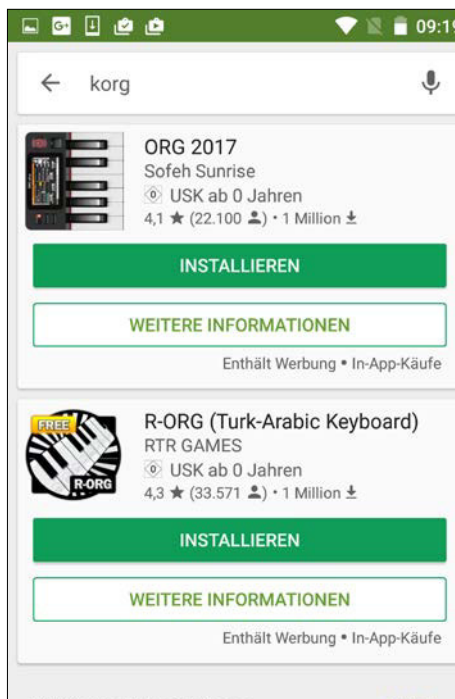 G+
09:19
korg
ORG 2017
Sofeh Sunrise
0 USK ab 0 Jahren
4,1 ★ (22.100) • 1 Million
INSTALLIEREN
WEITERE INFORMATIONEN
Enthält Werbung • In-App-Käufe
FREE
R-ORG
R-ORG (Turk-Arabic Keyboard)
RTR GAMES
0 USK ab 0 Jahren
4,3 ★ (33.571) • 1 Million
INSTALLIEREN
WEITERE INFORMATIONEN
Enthält Werbung • In-App-Käufe